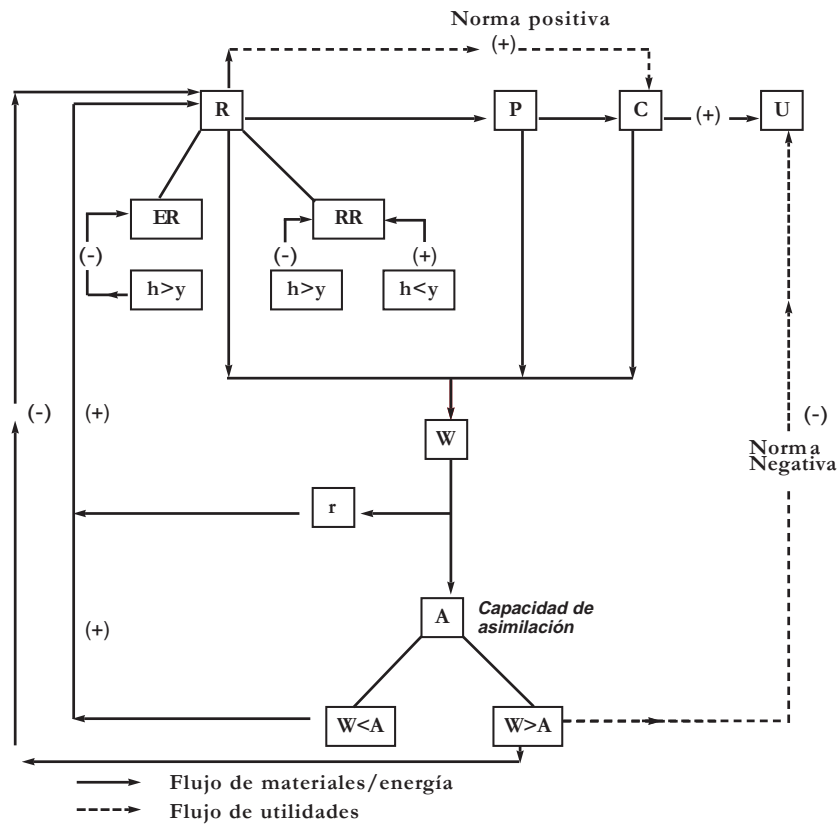 Norma positiva
(+)
R
P
C
(+)
U
ER
RR
(-)
(-)
(+)
h>y
h>y
h<y
(-)
(+)
(-)
W
Norma
Negativa
r
A
Capacidad de
asimilación
(+)
W<A
W>A
Flujo de materiales/energía
Flujo de utilidades